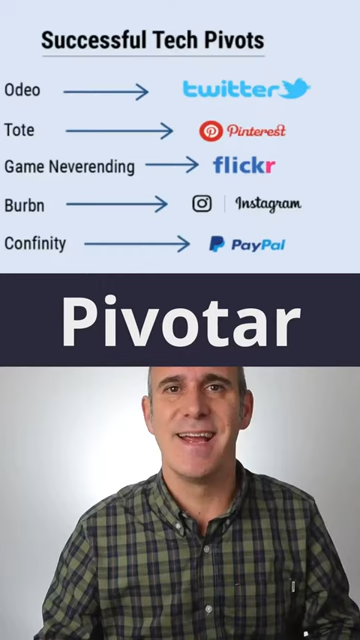 Successful Tech Pivots
Odeo twitter
Tote Pinterest
Game Neverending flickr
Burbn Instagram
Confinity PayPal
Pivotar